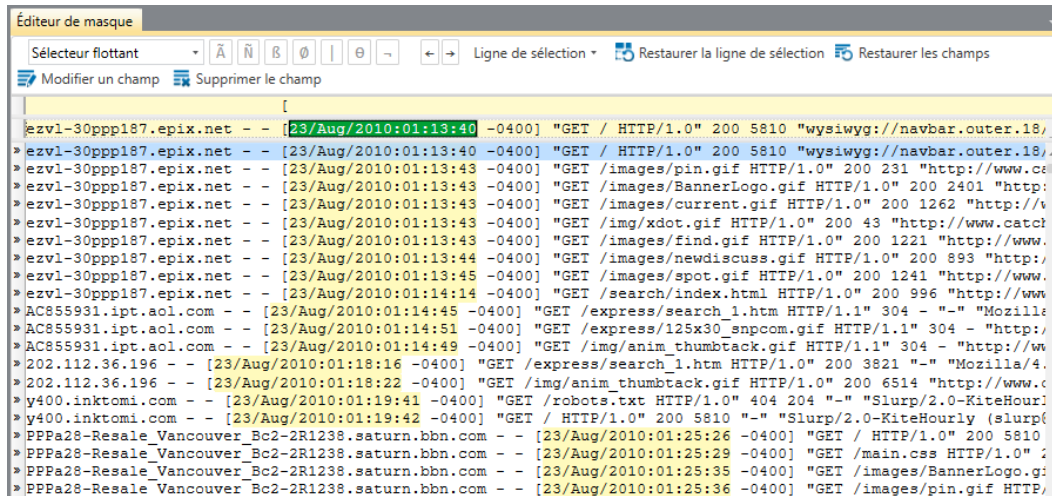 Éditeur de masque
Sélecteur flottant Ã Ñ ß Ø | Θ ¬ ← → Ligne de sélection Restaurer la ligne de sélection Restaurer les champs
Modifier un champ Supprimer le champ
[
ezvl-30ppp187.epix.net - - [23/Aug/2010:01:13:40 -0400] "GET / HTTP/1.0" 200 5810 "wysiwyg://navbar.outer.18/
» ezvl-30ppp187.epix.net - - [23/Aug/2010:01:13:40 -0400] "GET / HTTP/1.0" 200 5810 "wysiwyg://navbar.outer.18/
» ezvl-30ppp187.epix.net - - [23/Aug/2010:01:13:43 -0400] "GET /images/pin.gif HTTP/1.0" 200 231 "http://www.ca
» ezvl-30ppp187.epix.net - - [23/Aug/2010:01:13:43 -0400] "GET /images/BannerLogo.gif HTTP/1.0" 200 2401 "http:
» ezvl-30ppp187.epix.net - - [23/Aug/2010:01:13:43 -0400] "GET /images/current.gif HTTP/1.0" 200 1262 "http://w
» ezvl-30ppp187.epix.net - - [23/Aug/2010:01:13:43 -0400] "GET /img/xdot.gif HTTP/1.0" 200 43 "http://www.catch
» ezvl-30ppp187.epix.net - - [23/Aug/2010:01:13:43 -0400] "GET /images/find.gif HTTP/1.0" 200 1221 "http://www.
» ezvl-30ppp187.epix.net - - [23/Aug/2010:01:13:44 -0400] "GET /images/newdiscuss.gif HTTP/1.0" 200 893 "http:/
» ezvl-30ppp187.epix.net - - [23/Aug/2010:01:13:45 -0400] "GET /images/spot.gif HTTP/1.0" 200 1241 "http://www.
» ezvl-30ppp187.epix.net - - [23/Aug/2010:01:14:14 -0400] "GET /search/index.html HTTP/1.0" 200 996 "http://www
» AC855931.ipt.aol.com - - [23/Aug/2010:01:14:45 -0400] "GET /express/search_1.htm HTTP/1.1" 304 - "-" "Mozilla
» AC855931.ipt.aol.com - - [23/Aug/2010:01:14:51 -0400] "GET /express/125x30_snpcom.gif HTTP/1.1" 304 - "http:/
» AC855931.ipt.aol.com - - [23/Aug/2010:01:14:49 -0400] "GET /img/anim_thumbtack.gif HTTP/1.1" 304 - "http://ww
» 202.112.36.196 - - [23/Aug/2010:01:18:16 -0400] "GET /express/search_1.htm HTTP/1.0" 200 3821 "-" "Mozilla/4.
» 202.112.36.196 - - [23/Aug/2010:01:18:22 -0400] "GET /img/anim_thumbtack.gif HTTP/1.0" 200 6514 "http://www.c
» y400.inktomi.com - - [23/Aug/2010:01:19:41 -0400] "GET /robots.txt HTTP/1.0" 404 204 "-" "Slurp/2.0-KiteHourl
» y400.inktomi.com - - [23/Aug/2010:01:19:42 -0400] "GET / HTTP/1.0" 200 5810 "-" "Slurp/2.0-KiteHourly (slurp@
» PPPa28-Resale_Vancouver_Bc2-2R1238.saturn.bbn.com - - [23/Aug/2010:01:25:26 -0400] "GET / HTTP/1.0" 200 5810
» PPPa28-Resale_Vancouver_Bc2-2R1238.saturn.bbn.com - - [23/Aug/2010:01:25:29 -0400] "GET /main.css HTTP/1.0" 2
» PPPa28-Resale_Vancouver_Bc2-2R1238.saturn.bbn.com - - [23/Aug/2010:01:25:35 -0400] "GET /images/BannerLogo.gi
» PPPa28-Resale_Vancouver_Bc2-2R1238.saturn.bbn.com - - [23/Aug/2010:01:25:36 -0400] "GET /images/pin.gif HTTP/